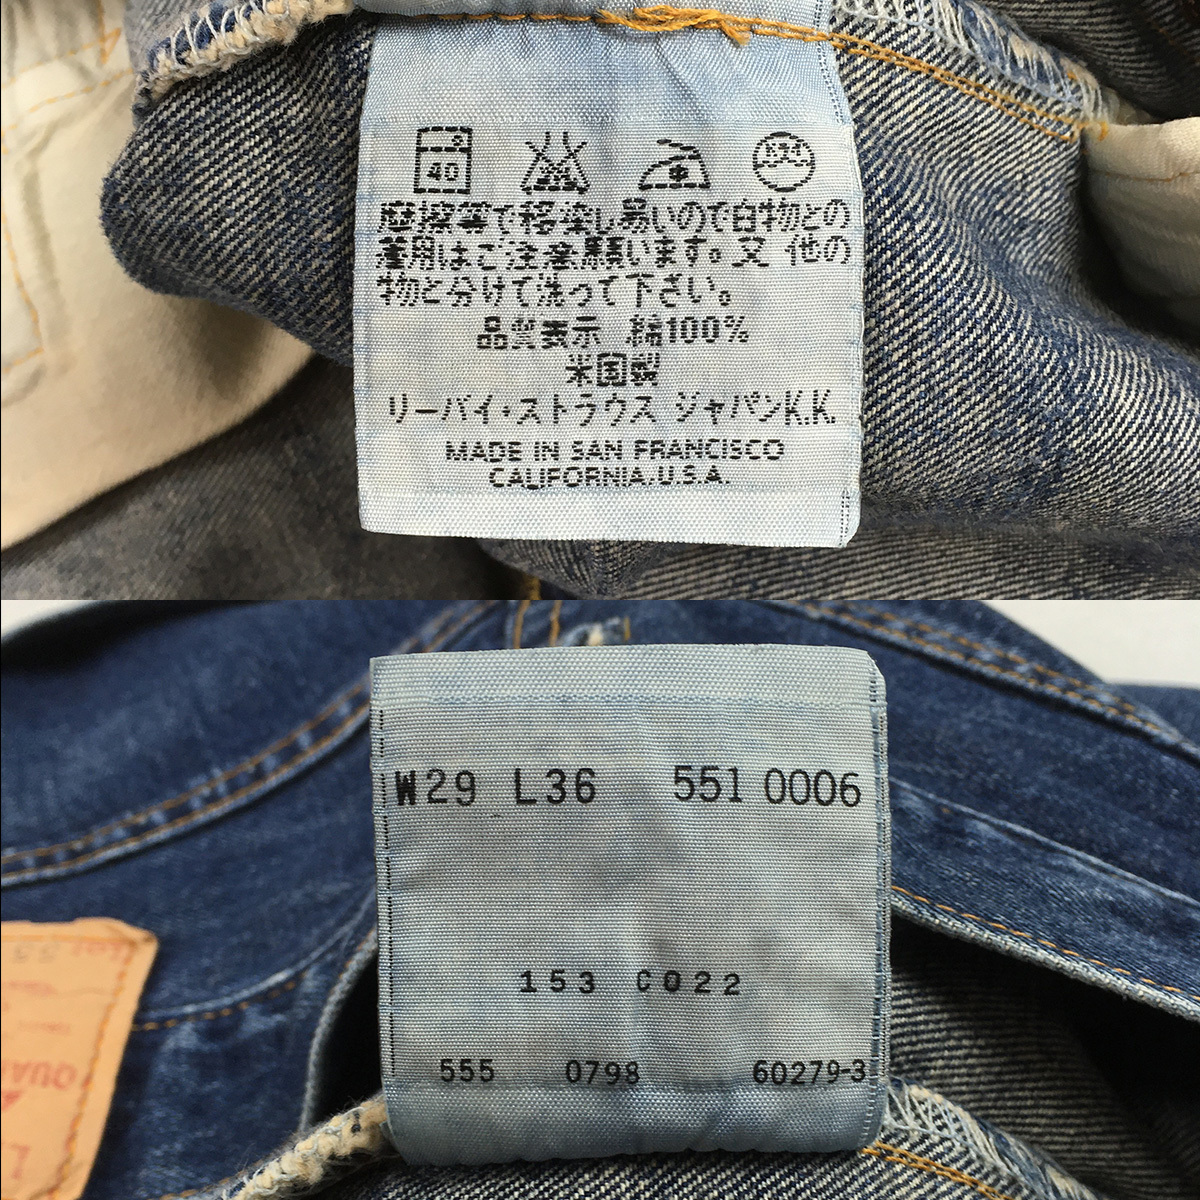 40
摩擦等で移染し易いので白物との
着用はご注意願います。又 他の
物と分けて洗って下さい。
品質表示 綿100%
米国製
リーバイ・ストラウス ジャパンK.K.
MADE IN SAN FRANCISCO
CALIFORNIA.U.S.A.
W29 L36 551 0006
153 C022
555 0798 60279-3